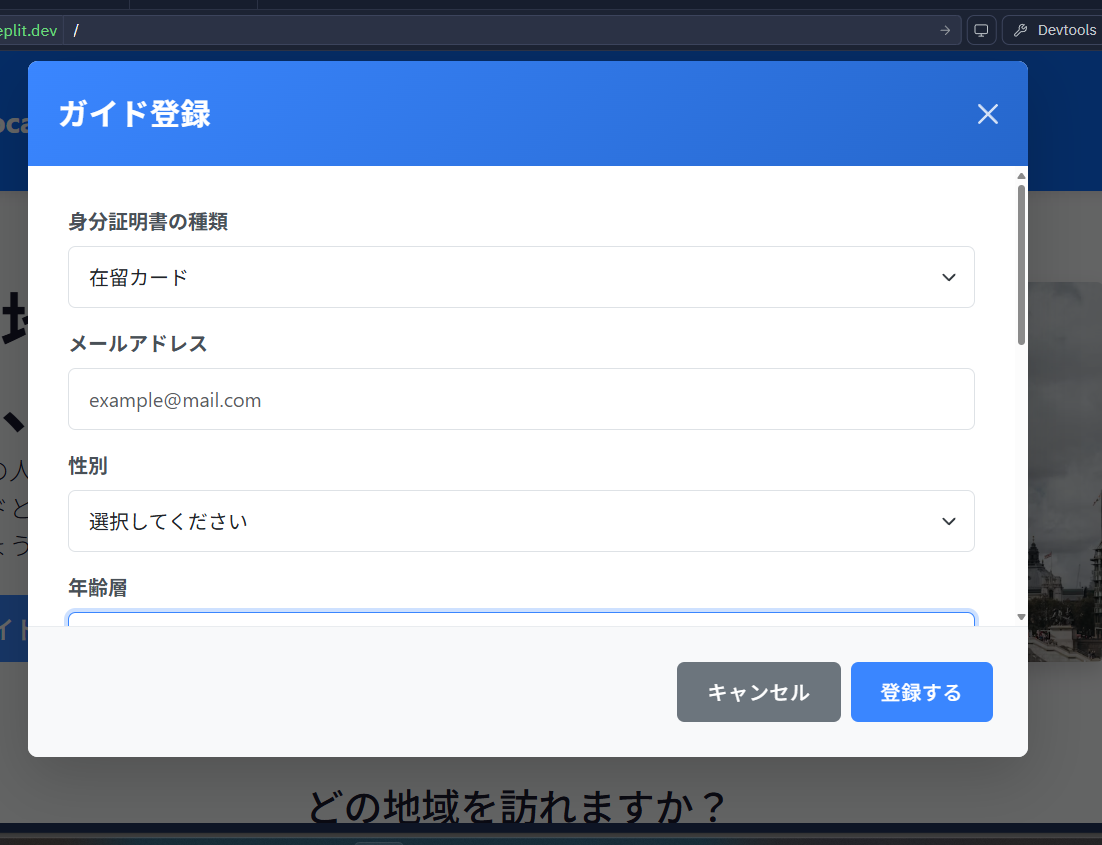 eplit.dev /
Devtools
ガイド登録
身分証明書の種類
在留カード
メールアドレス
example@mail.com
性別
選択してください
年齢層
キャンセル
登録する
どの地域を訪れますか？